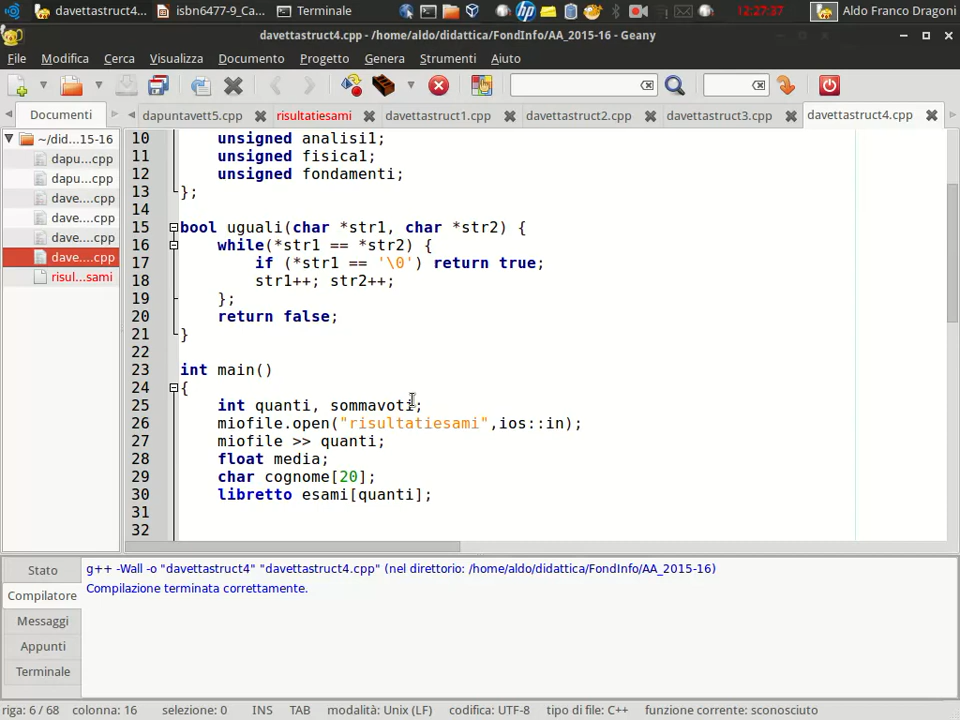 davettastruct4...
isbn6477-9_Ca...
Terminale
12:27:37
Aldo Franco Dragoni
davettastruct4.cpp - /home/aldo/didattica/FondInfo/AA_2015-16 - Geany
File Modifica Cerca Visualizza Documento Progetto Genera Strumenti Aiuto
Documenti
dapuntavett5.cpp risultatiesami davettastruct1.cpp davettastruct2.cpp davettastruct3.cpp davettastruct4.cpp
~/did...15-16
dapu...cpp
dapu...cpp
dave....cpp
dave....cpp
dave....cpp
dave....cpp
risul...sami
10 unsigned analisi1;
11 unsigned fisica1;
12 unsigned fondamenti;
13 };
14
15 bool uguali(char *str1, char *str2) {
16 while(*str1 == *str2) {
17 if (*str1 == '\0') return true;
18 str1++; str2++;
19 };
20 return false;
21 }
22
23 int main()
24 {
25 int quanti, sommavoti;
26 miofile.open("risultatiesami",ios::in);
27 miofile >> quanti;
28 float media;
29 char cognome[20];
30 libretto esami[quanti];
31
32
Stato
Compilatore
Messaggi
Appunti
Terminale
g++ -Wall -o "davettastruct4" "davettastruct4.cpp" (nel direttorio: /home/aldo/didattica/FondInfo/AA_2015-16)
Compilazione terminata correttamente.
riga: 6 / 68 colonna: 16 selezione: 0 INS TAB modalità: Unix (LF) codifica: UTF-8 tipo di file: C++ funzione corrente: sconosciuto